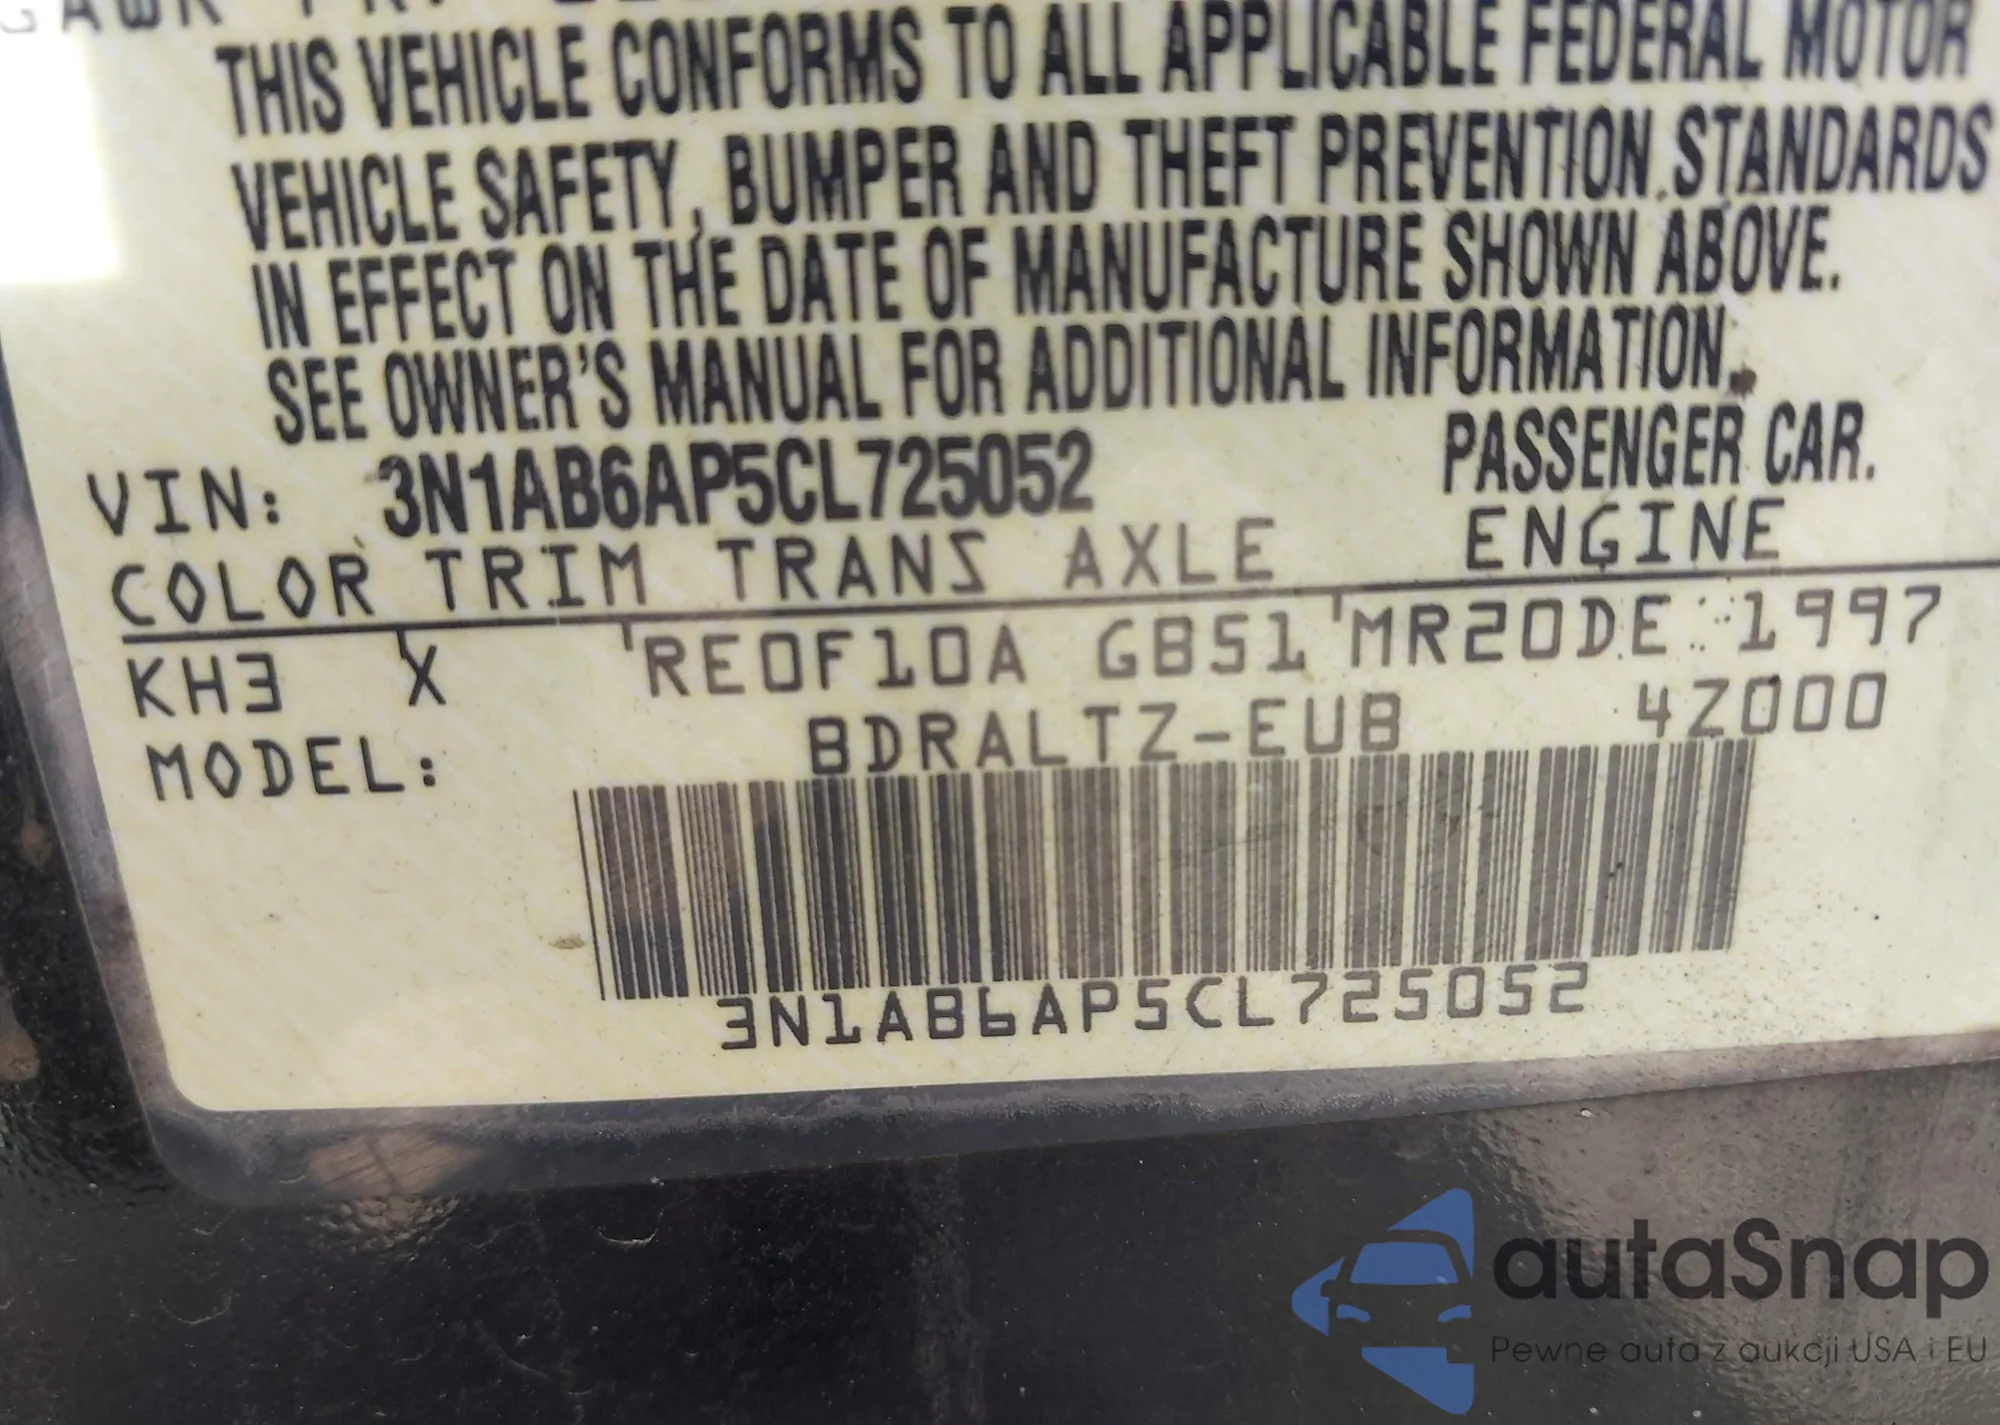 THIS VEHICLE CONFORMS TO ALL APPLICABLE FEDERAL MOTOR
VEHICLE SAFETY, BUMPER AND THEFT PREVENTION STANDARDS
IN EFFECT ON THE DATE OF MANUFACTURE SHOWN ABOVE.
SEE OWNER'S MANUAL FOR ADDITIONAL INFORMATION.
VIN: 3N1AB6AP5CL725052 PASSENGER CAR.
COLOR TRIM TRANS AXLE ENGINE
KH3 X RE0F10A GB51 MR20DE 1997
MODEL: BDRALTZ-EUB 4Z000
3N1AB6AP5CL725052
autaSnap
Pewne auta z aukcji USA i EU